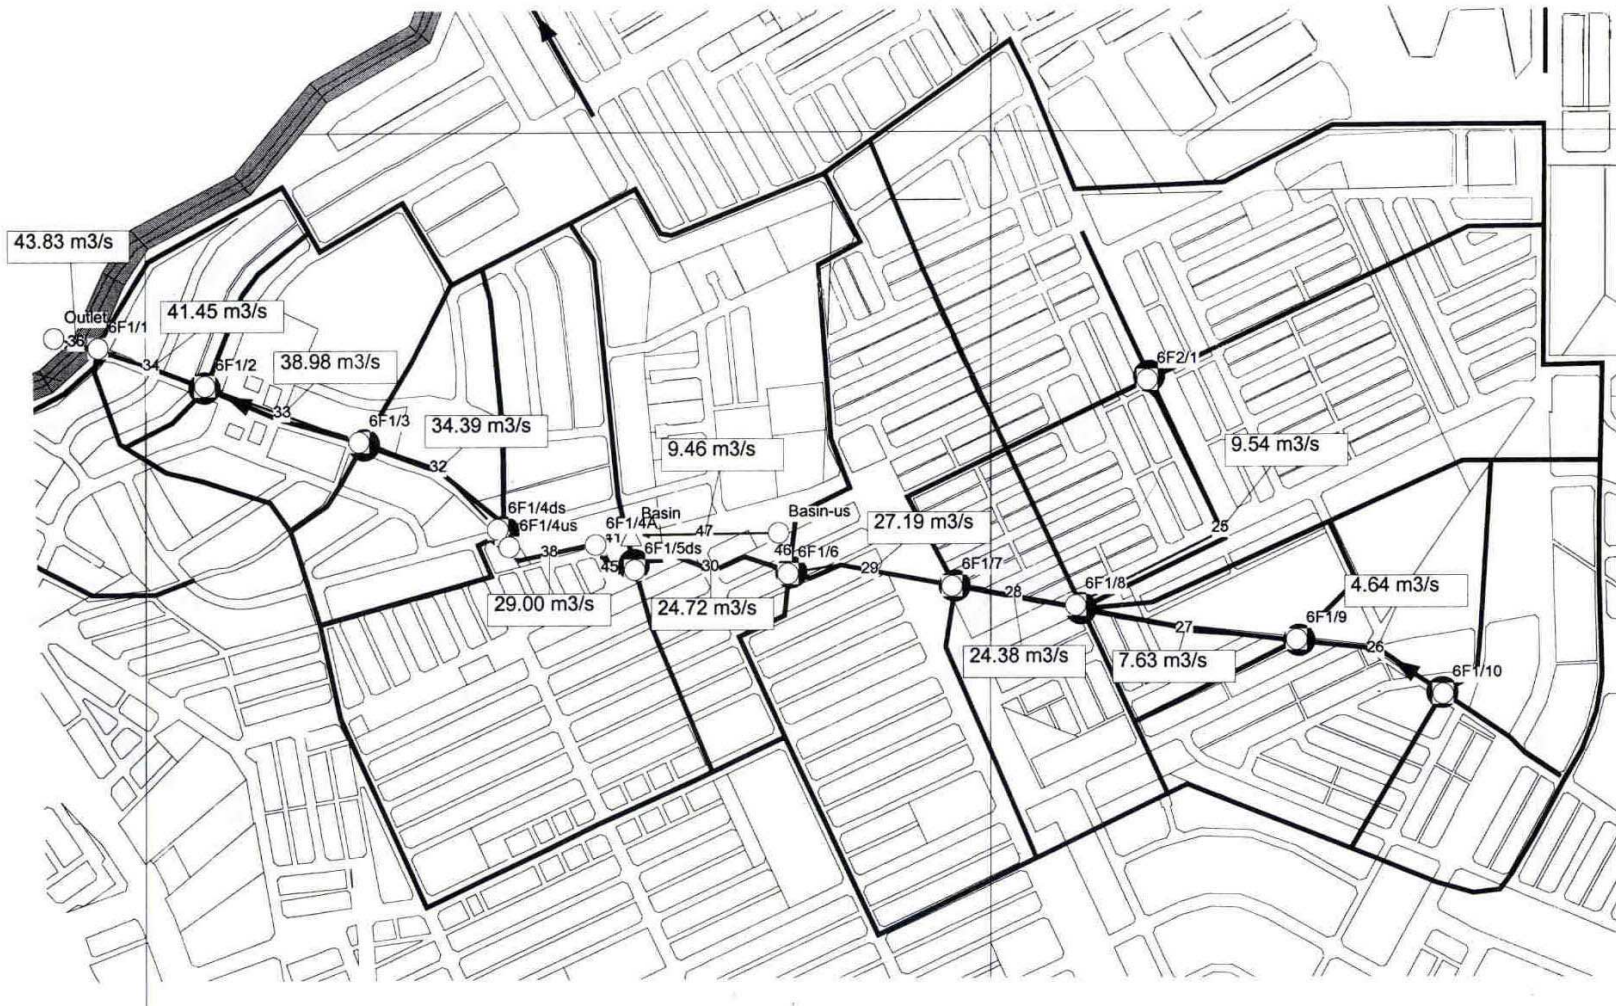 43.83 m3/s
Outlet
36
6F1/1
41.45 m3/s
34
6F1/2
38.98 m3/s
33
6F1/3
34.39 m3/s
32
6F1/4ds
6F1/4us
38
29.00 m3/s
6F1/4A
41
45
Basin
9.46 m3/s
47
Basin-us
6F1/5ds
30
24.72 m3/s
46
6F1/6
29
27.19 m3/s
6F1/7
28
24.38 m3/s
6F1/8
6F2/1
9.54 m3/s
25
27
7.63 m3/s
6F1/9
4.64 m3/s
26
6F1/10